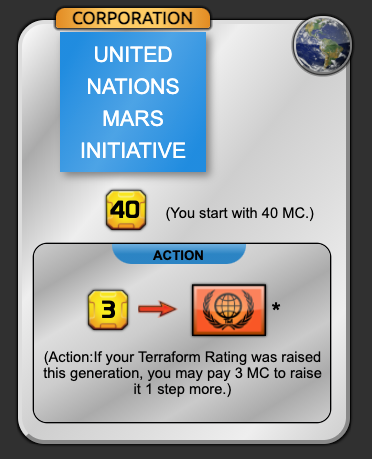 CORPORATION
UNITED
NATIONS
MARS
INITIATIVE
40 (You start with 40 MC.)
ACTION
3 *
(Action:If your Terraform Rating was raised
this generation, you may pay 3 MC to raise
it 1 step more.)